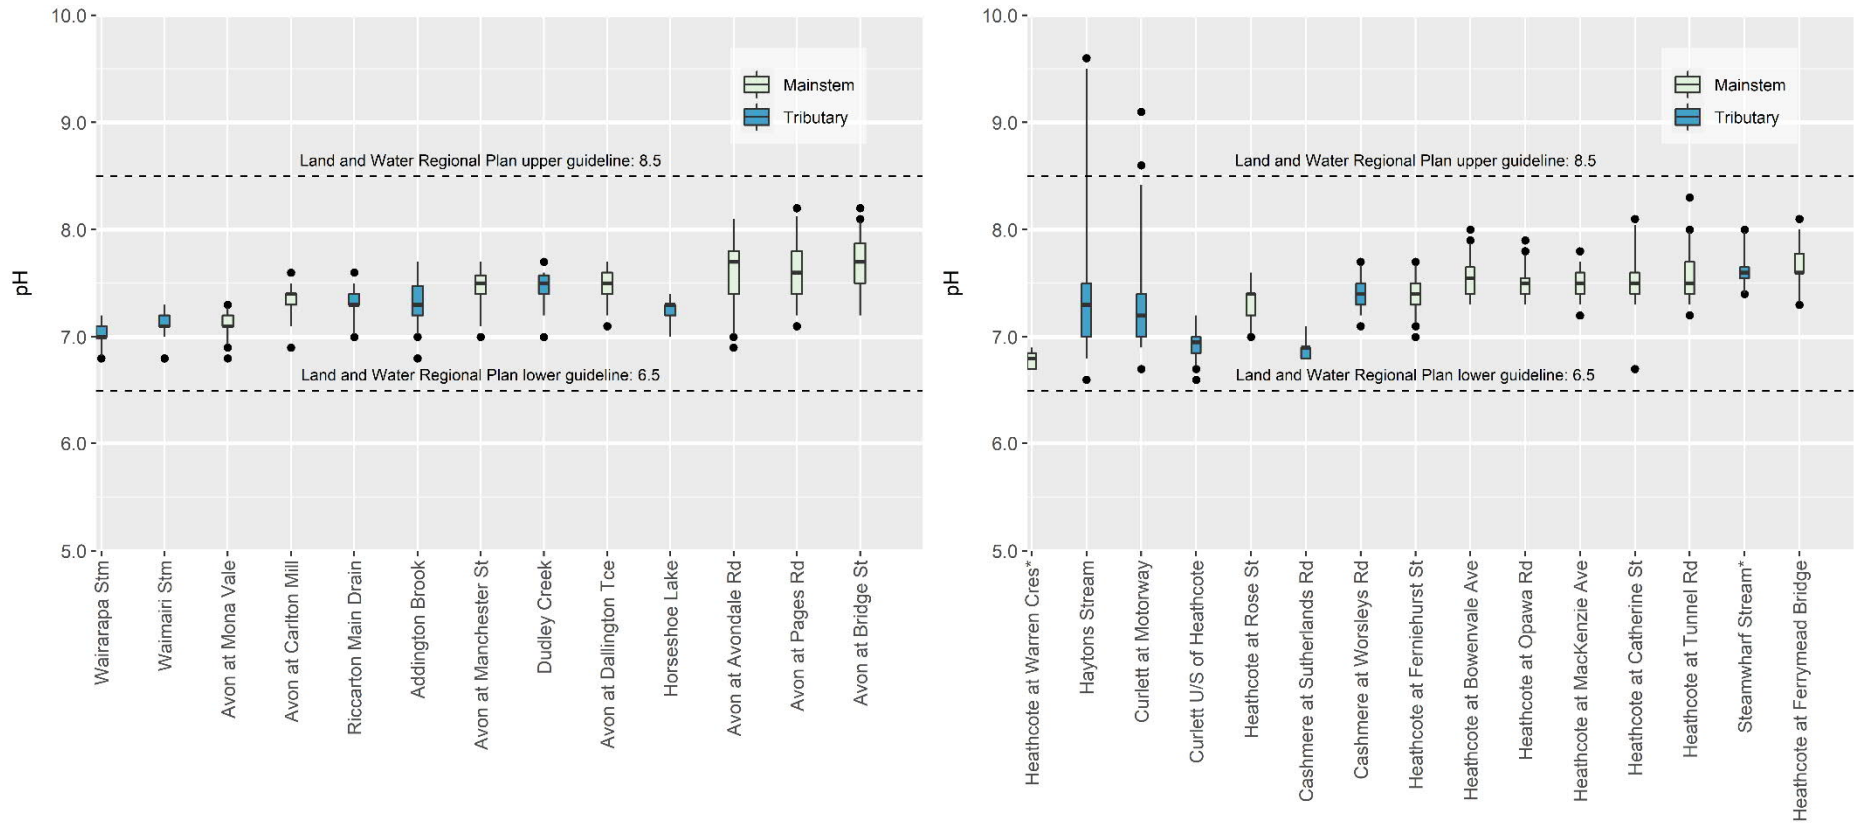 10.0
9.0
8.0
7.0
6.0
5.0
pH
Mainstem
Tributary
Land and Water Regional Plan upper guideline: 8.5
Land and Water Regional Plan lower guideline: 6.5
Wairarapa Stm
Waimairi Stm
Avon at Mona Vale
Avon at Carlton Mill
Riccarton Main Drain
Addington Brook
Avon at Manchester St
Dudley Creek
Avon at Dallington Tce
Horseshoe Lake
Avon at Avondale Rd
Avon at Pages Rd
Avon at Bridge St
10.0
9.0
8.0
7.0
6.0
5.0
pH
Mainstem
Tributary
Land and Water Regional Plan upper guideline: 8.5
Land and Water Regional Plan lower guideline: 6.5
Heathcote at Warren Cres*
Haytons Stream
Curlett at Motorway
Curlett U/S of Heathcote
Heathcote at Rose St
Cashmere at Sutherlands Rd
Cashmere at Worsleys Rd
Heathcote at Ferniehurst St
Heathcote at Bowenvale Ave
Heathcote at Opawa Rd
Heathcote at MacKenzie Ave
Heathcote at Catherine St
Heathcote at Tunnel Rd
Steamwharf Stream*
Heathcote at Ferrymead Bridge